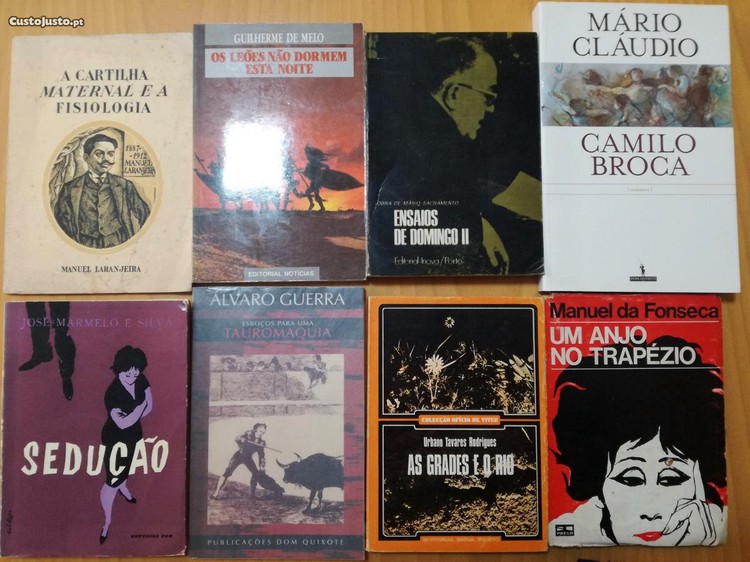 CustoJusto.pt
A CARTILHA
MATERNAL E A
FISIOLOGIA
1887-
-1912
MANUEL
LARANJEIRA
MANUEL LARANJEIRA
GUILHERME DE MELO
OS LEÕES NÃO DORMEM
ESTA NOITE
EDITORIAL NOTÍCIAS
OBRA DE MÁRIO SACRAMENTO
ENSAIOS
DE DOMINGO II
Editorial Inova/Porto
MÁRIO
CLÁUDIO
CAMILO
BROCA
JOSÉ MARMELO E SILVA
SEDUÇÃO
ÁLVARO GUERRA
ESBOÇOS PARA UMA
TAUROMAQUIA
PUBLICAÇÕES DOM QUIXOTE
COLECÇÃO OFÍCIO DE VIVER
Urbano Tavares Rodrigues
AS GRADES E O RIO
Manuel da Fonseca
UM ANJO
NO TRAPÉZIO
PRELO